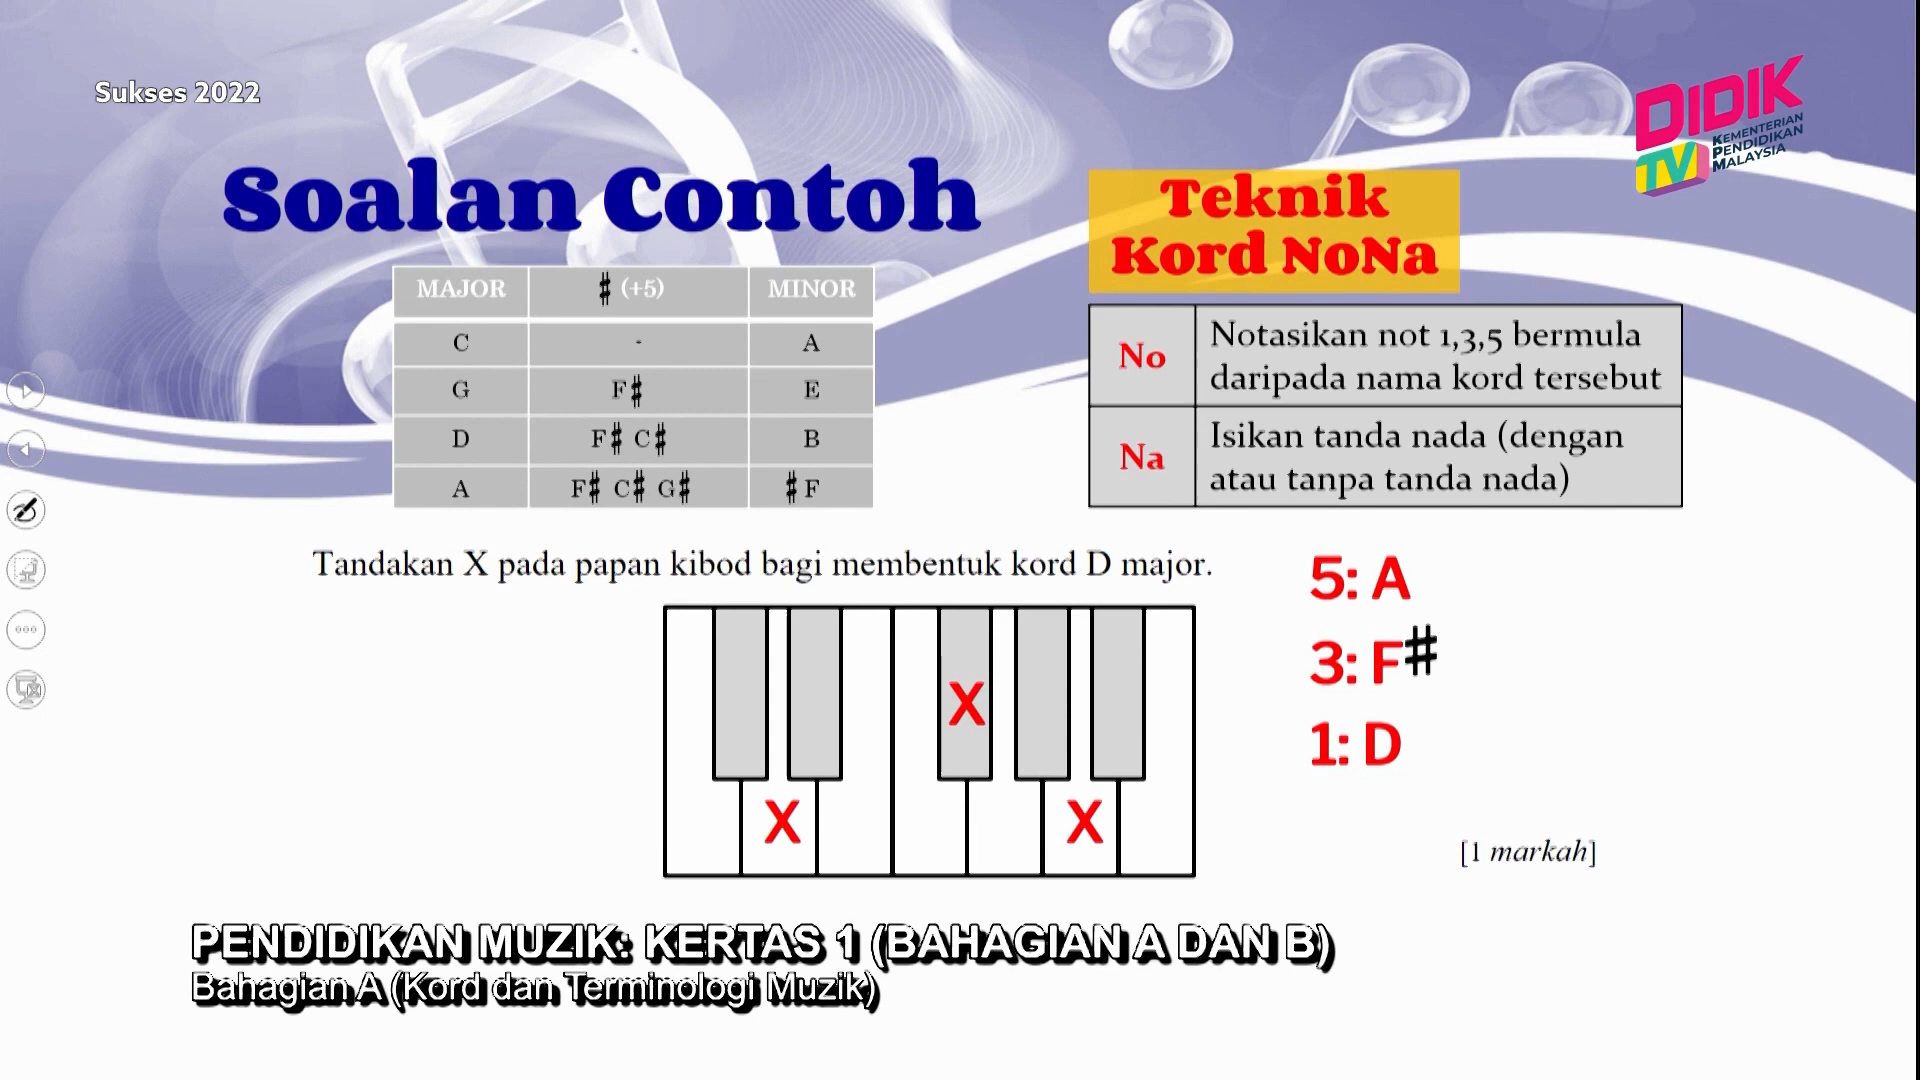 Sukses 2022
DIDIK
TV
KEMENTERIAN
PENDIDIKAN
MALAYSIA
Soalan Contoh
Teknik
Kord NoNa
MAJOR ♯ (+5) MINOR
C - A
G F♯ E
D F♯ C♯ B
A F♯ C♯ G♯ ♯F
No Notasikan not 1,3,5 bermula
daripada nama kord tersebut
Na Isikan tanda nada (dengan
atau tanpa tanda nada)
Tandakan X pada papan kibod bagi membentuk kord D major.
5: A
3: F♯
1: D
X
X X
[1 markah]
PENDIDIKAN MUZIK: KERTAS 1 (BAHAGIAN A DAN B)
Bahagian A (Kord dan Terminologi Muzik)